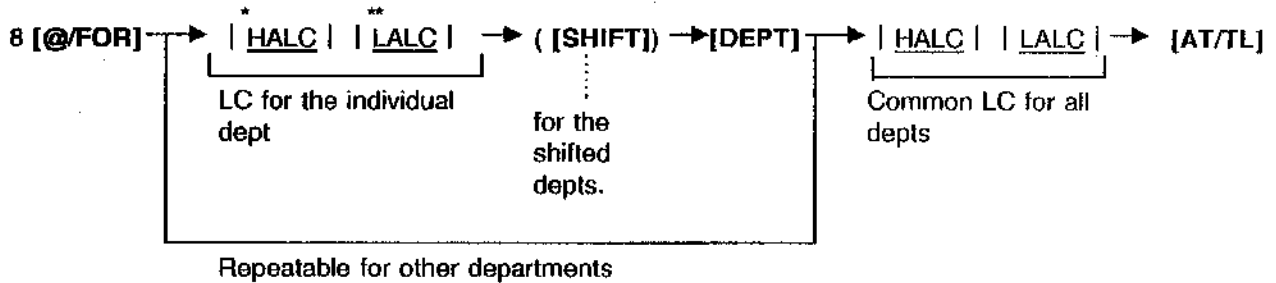 * **
8 [@/FOR] | HALC | | LALC | ( [SHIFT]) [DEPT] | HALC | | LALC | [AT/TL]
LC for the individual
dept
for the
shifted
depts.
Common LC for all
depts
Repeatable for other departments